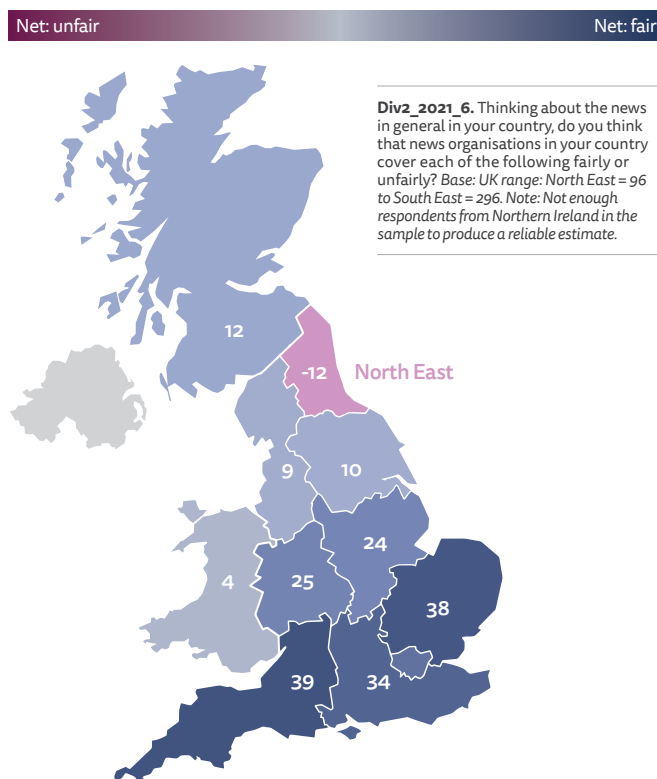 Net: unfair
Net: fair
Div2_2021_6. Thinking about the news
in general in your country, do you think
that news organisations in your country
cover each of the following fairly or
unfairly? Base: UK range: North East = 96
to South East = 296. Note: Not enough
respondents from Northern Ireland in the
sample to produce a reliable estimate.
12
-12
North East
9
10
24
4
25
38
39
34